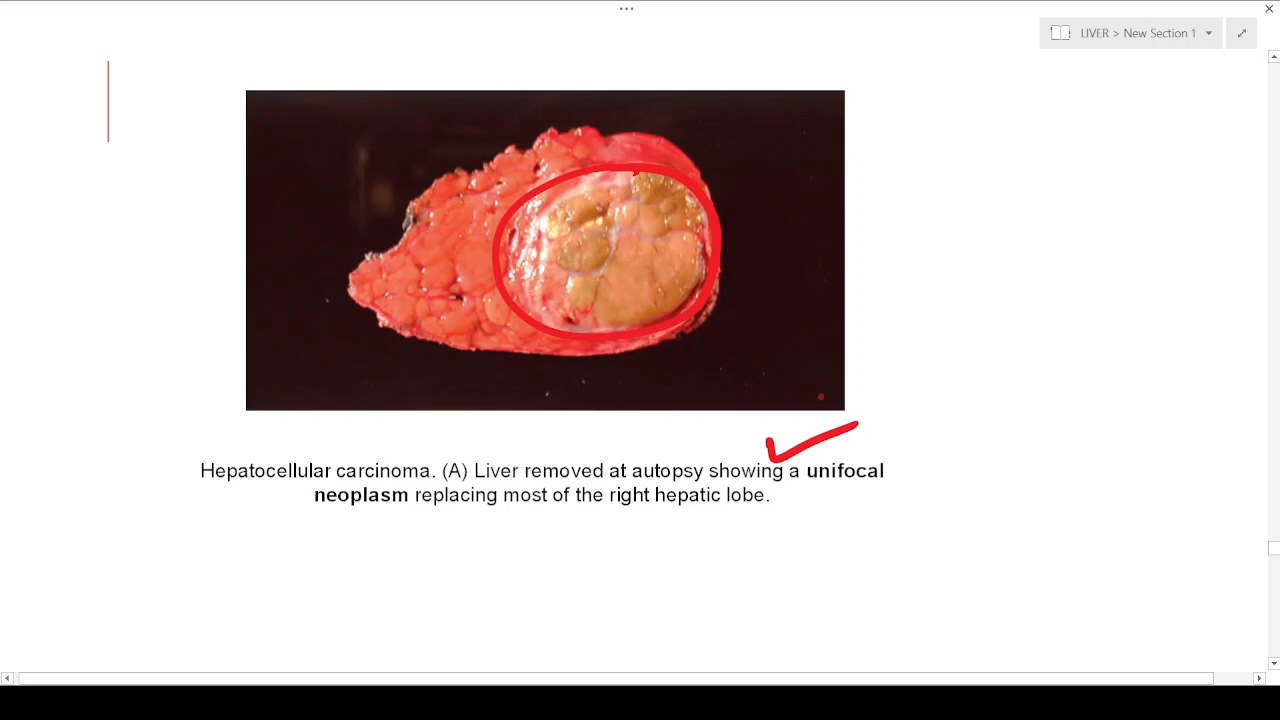 ...
LIVER > New Section 1
Hepatocellular carcinoma. (A) Liver removed at autopsy showing a unifocal
neoplasm replacing most of the right hepatic lobe.